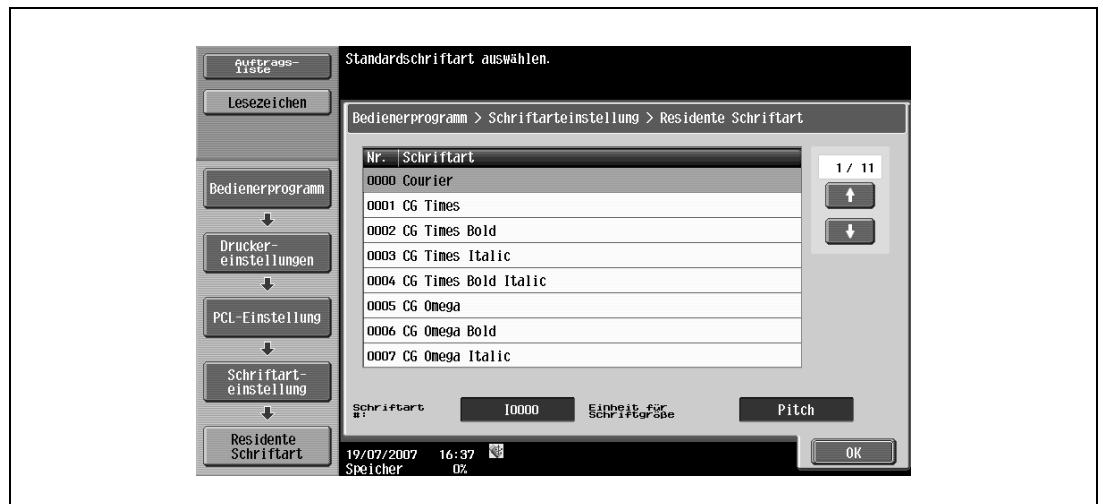 Auftrags-
liste
Lesezeichen
Bedienerprogramm
Drucker-
einstellungen
PCL-Einstellung
Schriftart-
einstellung
Residente
Schriftart
Standardschriftart auswählen.
Bedienerprogramm > Schriftarteinstellung > Residente Schriftart
Nr. Schriftart
0000 Courier
0001 CG Times
0002 CG Times Bold
0003 CG Times Italic
0004 CG Times Bold Italic
0005 CG Omega
0006 CG Omega Bold
0007 CG Omega Italic
1/ 11
Schriftart
#:
I0000
Einheit für
Schriftgröße
Pitch
19/07/2007 16:37
Speicher 0%
OK